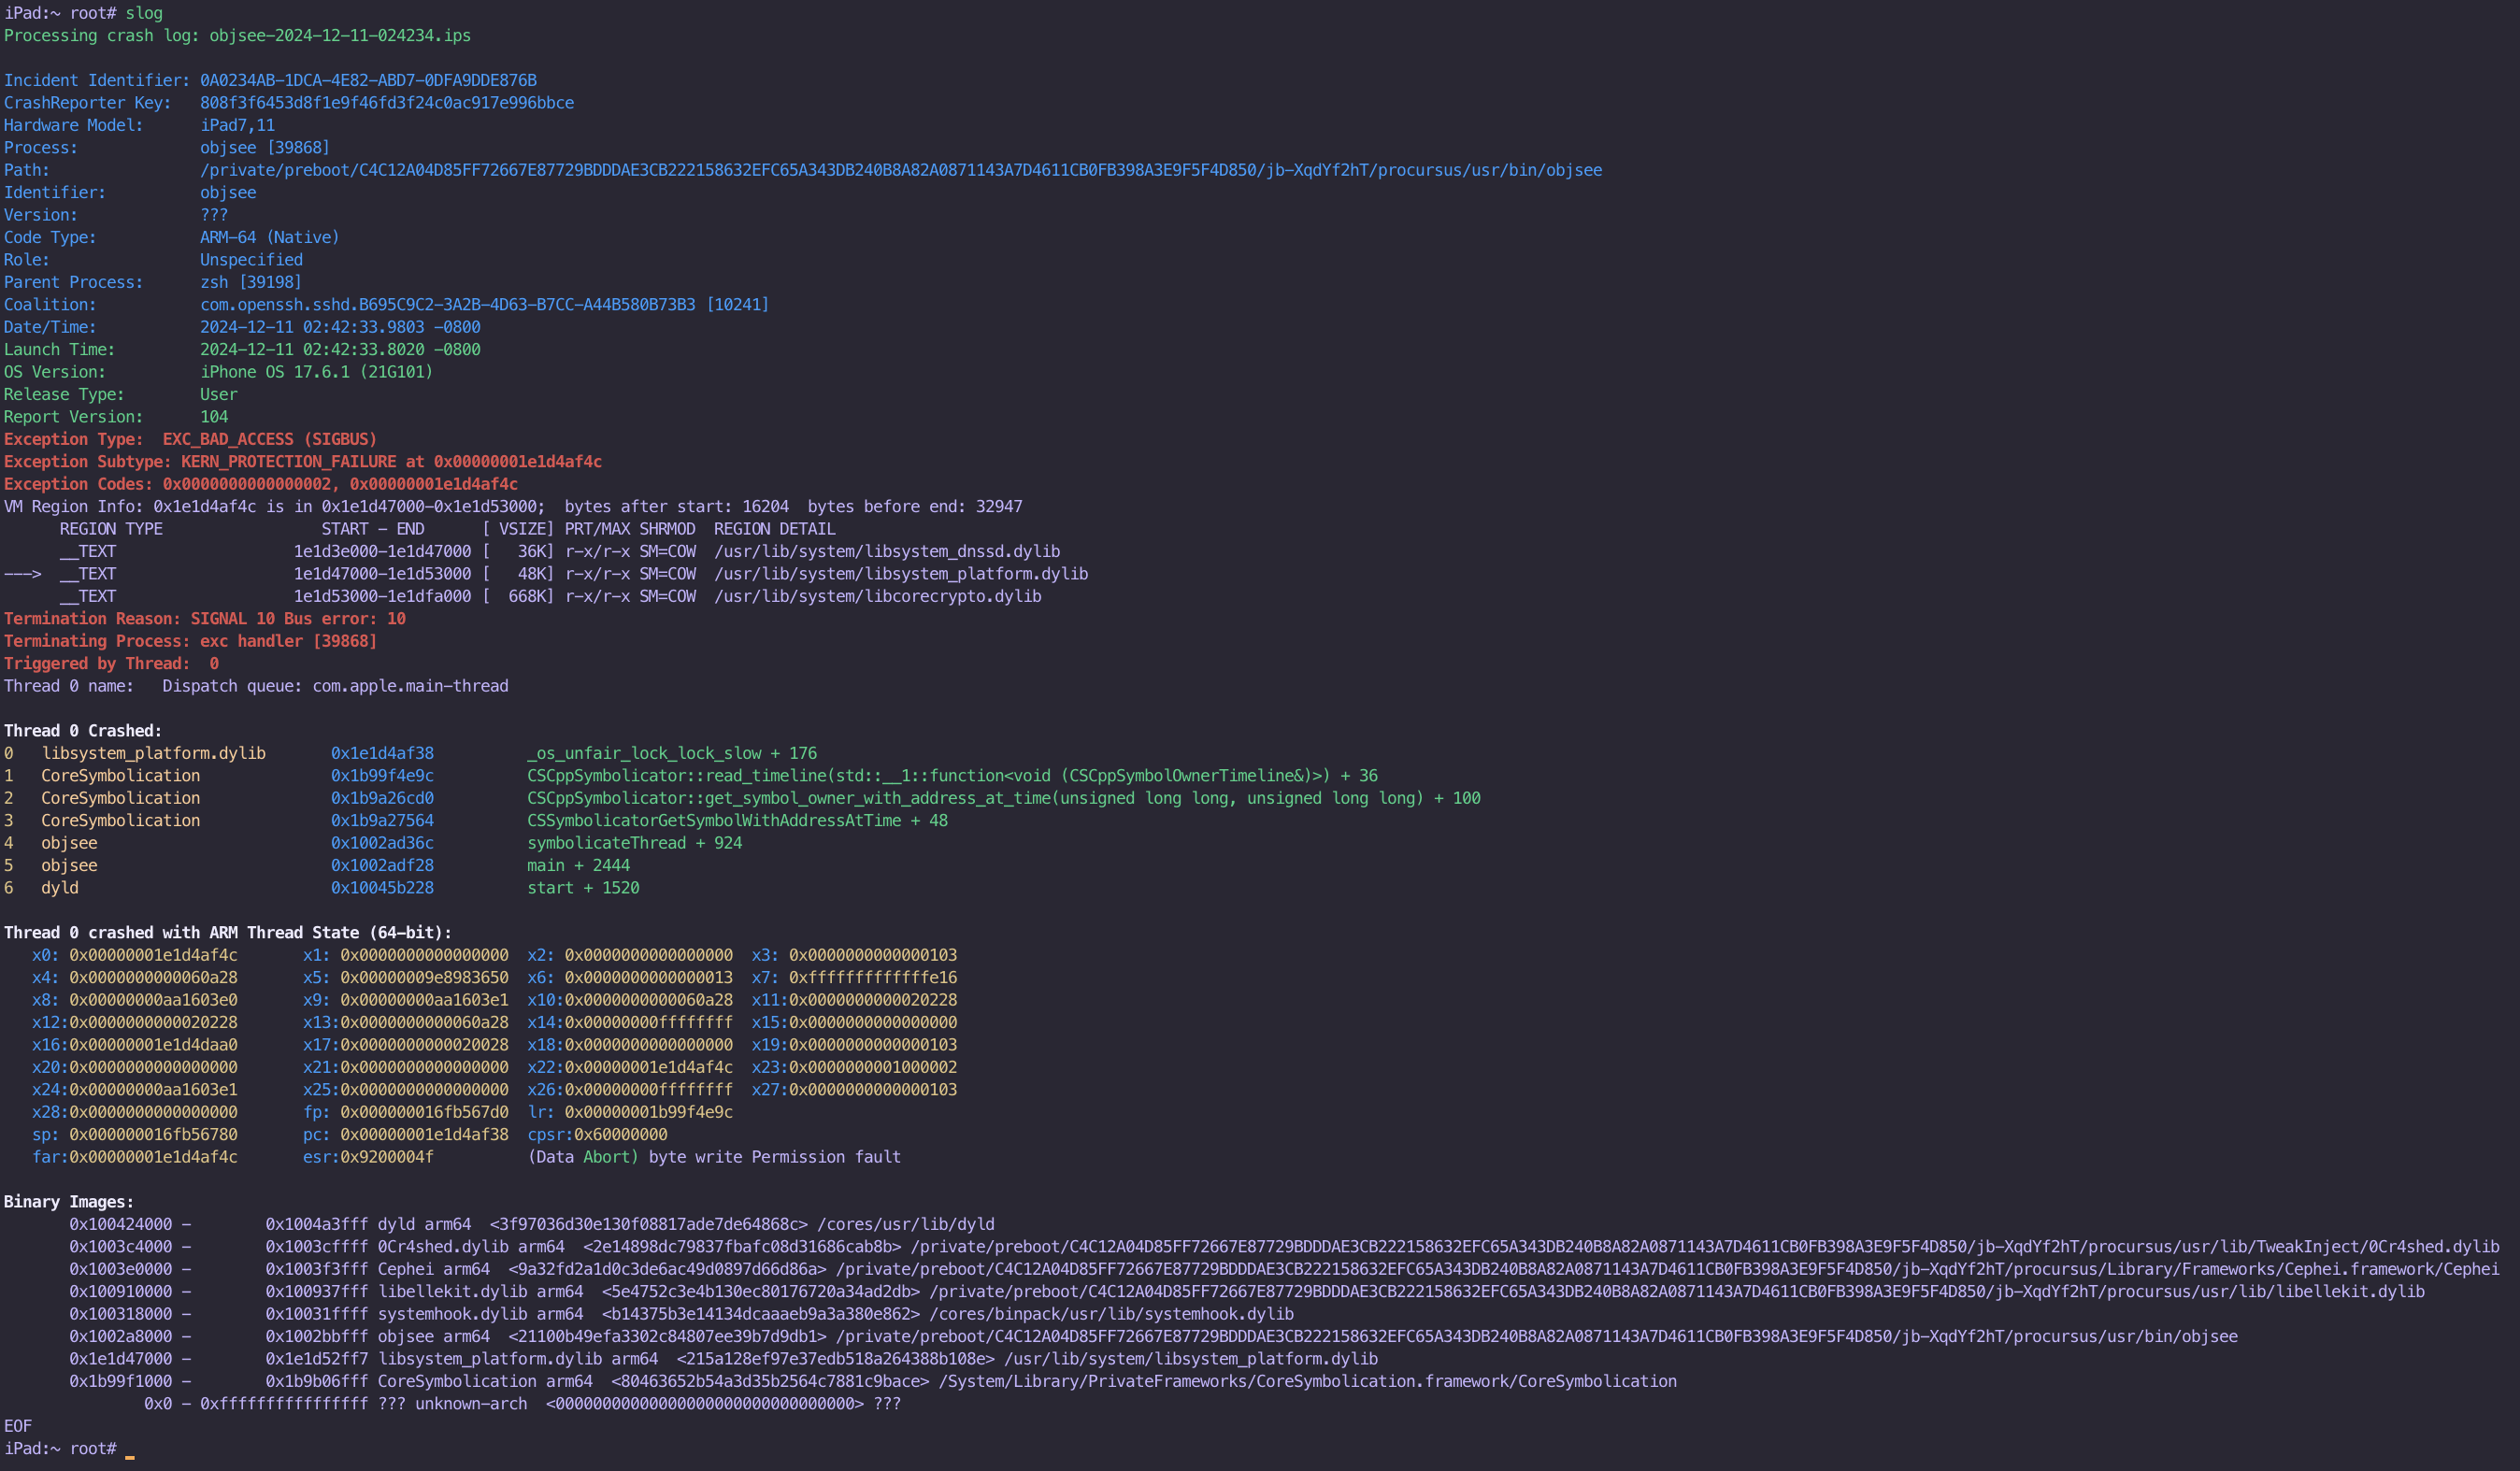 iPad:~ root# slog
Processing crash log: objsee-2024-12-11-024234.ips
Incident Identifier: 0A0234AB-1DCA-4E82-ABD7-0DFA9DDE876B
CrashReporter Key:   808f3f6453d8f1e9f46fd3f24c0ac917e996bbce
Hardware Model:      iPad7,11
Process:             objsee [39868]
Path:                /private/preboot/C4C12A04D85FF72667E87729BDDDAE3CB222158632EFC65A343DB240B8A82A0871143A7D4611CB0FB398A3E9F5F4D850/jb-XqdYf2hT/procursus/usr/bin/objsee
Identifier:          objsee
Version:             ???
Code Type:           ARM-64 (Native)
Role:                Unspecified
Parent Process:      zsh [39198]
Coalition:           com.openssh.sshd.B695C9C2-3A2B-4D63-B7CC-A44B580B73B3 [10241]
Date/Time:           2024-12-11 02:42:33.9803 -0800
Launch Time:         2024-12-11 02:42:33.8020 -0800
OS Version:          iPhone OS 17.6.1 (21G101)
Release Type:        User
Report Version:      104
Exception Type:  EXC_BAD_ACCESS (SIGBUS)
Exception Subtype: KERN_PROTECTION_FAILURE at 0x00000001e1d4af4c
Exception Codes: 0x0000000000000002, 0x00000001e1d4af4c
VM Region Info: 0x1e1d4af4c is in 0x1e1d47000-0x1e1d53000;  bytes after start: 16204  bytes before end: 32947
      REGION TYPE                 START - END      [ VSIZE] PRT/MAX SHRMOD  REGION DETAIL
      __TEXT                   1e1d3e000-1e1d47000 [   36K] r-x/r-x SM=COW  /usr/lib/system/libsystem_dnssd.dylib
--->  __TEXT                   1e1d47000-1e1d53000 [   48K] r-x/r-x SM=COW  /usr/lib/system/libsystem_platform.dylib
      __TEXT                   1e1d53000-1e1dfa000 [  668K] r-x/r-x SM=COW  /usr/lib/system/libcorecrypto.dylib
Termination Reason: SIGNAL 10 Bus error: 10
Terminating Process: exc handler [39868]
Triggered by Thread:  0
Thread 0 name:   Dispatch queue: com.apple.main-thread
Thread 0 Crashed:
0   libsystem_platform.dylib       0x1e1d4af38          _os_unfair_lock_lock_slow + 176
1   CoreSymbolication              0x1b99f4e9c          CSCppSymbolicator::read_timeline(std::__1::function<void (CSCppSymbolOwnerTimeline&)>) + 36
2   CoreSymbolication              0x1b9a26cd0          CSCppSymbolicator::get_symbol_owner_with_address_at_time(unsigned long long, unsigned long long) + 100
3   CoreSymbolication              0x1b9a27564          CSSymbolicatorGetSymbolWithAddressAtTime + 48
4   objsee                         0x1002ad36c          symbolicateThread + 924
5   objsee                         0x1002adf28          main + 2444
6   dyld                           0x10045b228          start + 1520
Thread 0 crashed with ARM Thread State (64-bit):
   x0: 0x00000001e1d4af4c       x1: 0x0000000000000000  x2: 0x0000000000000000  x3: 0x0000000000000103
   x4: 0x0000000000060a28       x5: 0x00000009e8983650  x6: 0x0000000000000013  x7: 0xfffffffffffffe16
   x8: 0x00000000aa1603e0       x9: 0x00000000aa1603e1  x10:0x0000000000060a28  x11:0x0000000000020228
   x12:0x0000000000020228       x13:0x0000000000060a28  x14:0x00000000ffffffff  x15:0x0000000000000000
   x16:0x00000001e1d4daa0       x17:0x0000000000020028  x18:0x0000000000000000  x19:0x0000000000000103
   x20:0x0000000000000000       x21:0x0000000000000000  x22:0x00000001e1d4af4c  x23:0x0000000001000002
   x24:0x00000000aa1603e1       x25:0x0000000000000000  x26:0x00000000ffffffff  x27:0x0000000000000103
   x28:0x0000000000000000       fp: 0x000000016fb567d0  lr: 0x00000001b99f4e9c
   sp: 0x000000016fb56780       pc: 0x00000001e1d4af38  cpsr:0x60000000
   far:0x00000001e1d4af4c       esr:0x9200004f          (Data Abort) byte write Permission fault
Binary Images:
       0x100424000 -        0x1004a3fff dyld arm64  <3f97036d30e130f08817ade7de64868c> /cores/usr/lib/dyld
       0x1003c4000 -        0x1003cffff 0Cr4shed.dylib arm64  <2e14898dc79837fbafc08d31686cab8b> /private/preboot/C4C12A04D85FF72667E87729BDDDAE3CB222158632EFC65A343DB240B8A82A0871143A7D4611CB0FB398A3E9F5F4D850/jb-XqdYf2hT/procursus/usr/lib/TweakInject/0Cr4shed.dylib
       0x1003e0000 -        0x1003f3fff Cephei arm64  <9a32fd2a1d0c3de6ac49d0897d66d86a> /private/preboot/C4C12A04D85FF72667E87729BDDDAE3CB222158632EFC65A343DB240B8A82A0871143A7D4611CB0FB398A3E9F5F4D850/jb-XqdYf2hT/procursus/Library/Frameworks/Cephei.framework/Cephei
       0x100910000 -        0x100937fff libellekit.dylib arm64  <5e4752c3e4b130ec80176720a34ad2db> /private/preboot/C4C12A04D85FF72667E87729BDDDAE3CB222158632EFC65A343DB240B8A82A0871143A7D4611CB0FB398A3E9F5F4D850/jb-XqdYf2hT/procursus/usr/lib/libellekit.dylib
       0x100318000 -        0x10031ffff systemhook.dylib arm64  <b14375b3e14134dcaaaeb9a3a380e862> /cores/binpack/usr/lib/systemhook.dylib
       0x1002a8000 -        0x1002bbfff objsee arm64  <21100b49efa3302c84807ee39b7d9db1> /private/preboot/C4C12A04D85FF72667E87729BDDDAE3CB222158632EFC65A343DB240B8A82A0871143A7D4611CB0FB398A3E9F5F4D850/jb-XqdYf2hT/procursus/usr/bin/objsee
       0x1e1d47000 -        0x1e1d52ff7 libsystem_platform.dylib arm64  <215a128ef97e37edb518a264388b108e> /usr/lib/system/libsystem_platform.dylib
       0x1b99f1000 -        0x1b9b06fff CoreSymbolication arm64  <80463652b54a3d35b2564c7881c9bace> /System/Library/PrivateFrameworks/CoreSymbolication.framework/CoreSymbolication
               0x0 - 0xffffffffffffffff ??? unknown-arch  <00000000000000000000000000000000> ???
EOF
iPad:~ root#